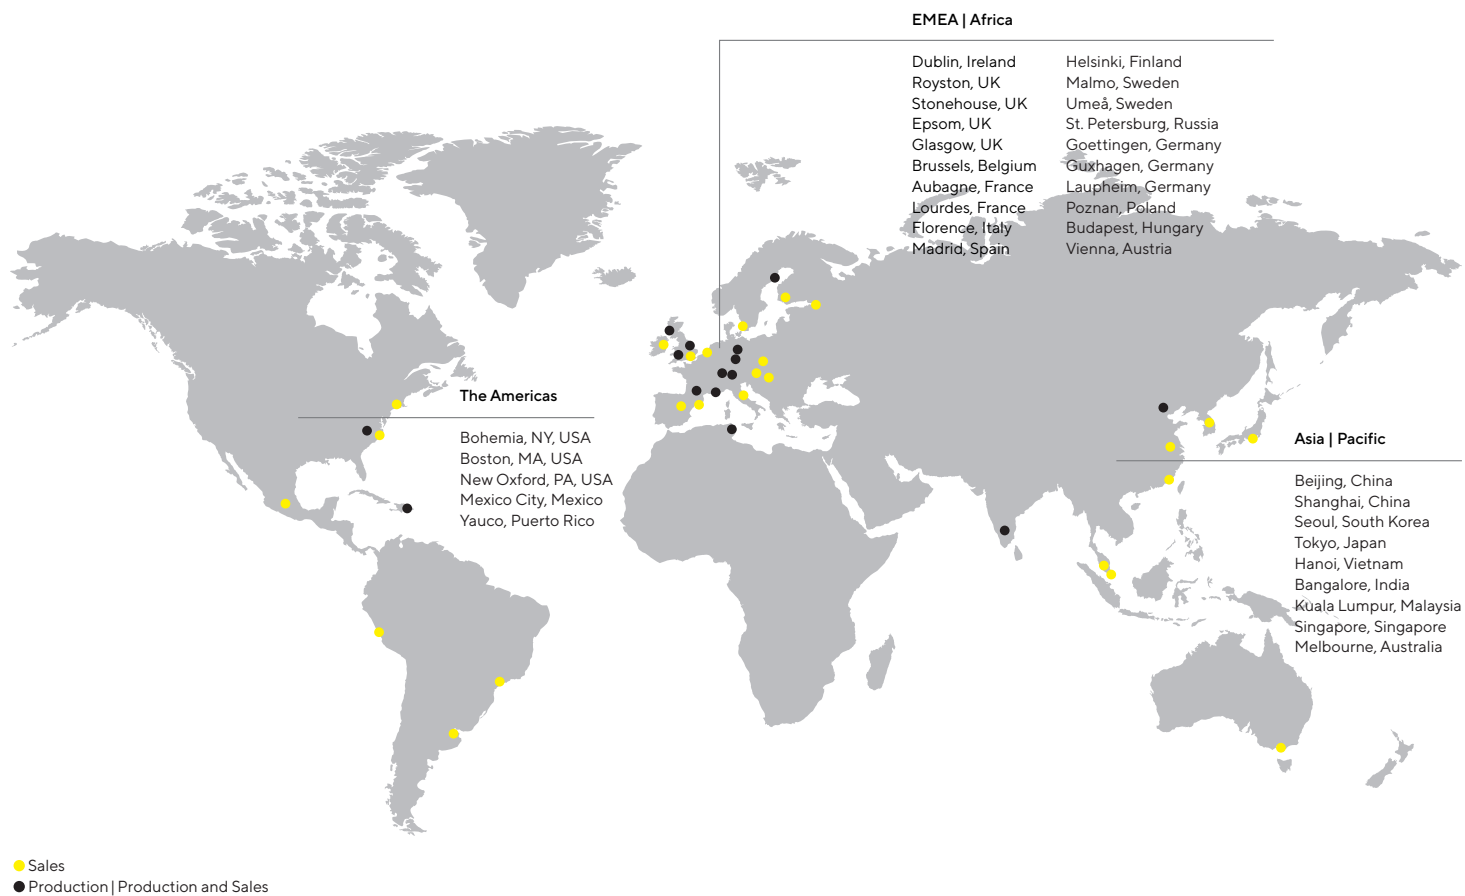 EMEA | Africa
Dublin, Ireland
Royston, UK
Stonehouse, UK
Epsom, UK
Glasgow, UK
Brussels, Belgium
Aubagne, France
Lourdes, France
Florence, Italy
Madrid, Spain
Helsinki, Finland
Malmo, Sweden
Umeå, Sweden
St. Petersburg, Russia
Goettingen, Germany
Guxhagen, Germany
Laupheim, Germany
Poznan, Poland
Budapest, Hungary
Vienna, Austria
The Americas
Bohemia, NY, USA
Boston, MA, USA
New Oxford, PA, USA
Mexico City, Mexico
Yauco, Puerto Rico
Asia | Pacific
Beijing, China
Shanghai, China
Seoul, South Korea
Tokyo, Japan
Hanoi, Vietnam
Bangalore, India
Kuala Lumpur, Malaysia
Singapore, Singapore
Melbourne, Australia
Sales
Production | Production and Sales